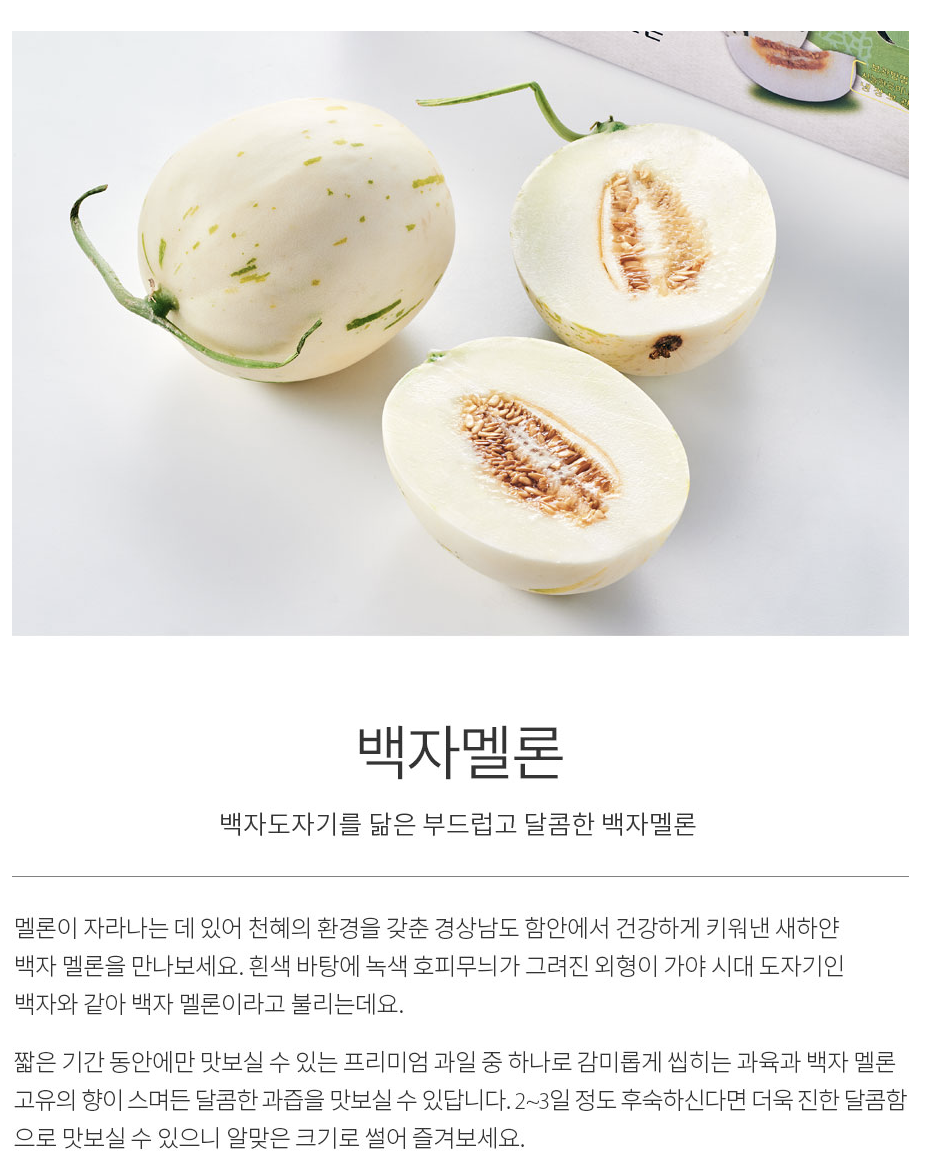 백자멜론
백자도자기를 닮은 부드럽고 달콤한 백자멜론
멜론이 자라나는 데 있어 천혜의 환경을 갖춘 경상남도 함안에서 건강하게 키워낸 새하얀
백자 멜론을 만나보세요. 흰색 바탕에 녹색 호피무늬가 그려진 외형이 가야 시대 도자기인
백자와 같아 백자 멜론이라고 불리는데요.
짧은 기간 동안에만 맛보실 수 있는 프리미엄 과일 중 하나로 감미롭게 씹히는 과육과 백자 멜론
고유의 향이 스며든 달콤한 과즙을 맛보실 수 있답니다. 2~3일 정도 후숙하신다면 더욱 진한 달콤함
으로 맛보실 수 있으니 알맞은 크기로 썰어 즐겨보세요.